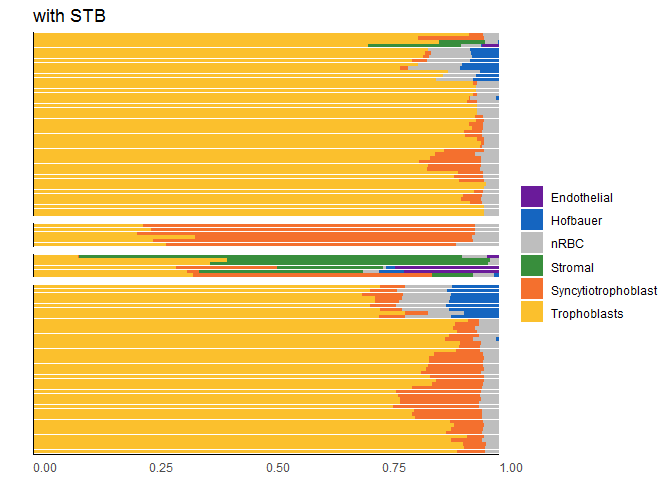 with STB
Endothelial
Hofbauer
nRBC
Stromal
Syncytiotrophoblast
Trophoblasts
0.00 0.25 0.50 0.75 1.00